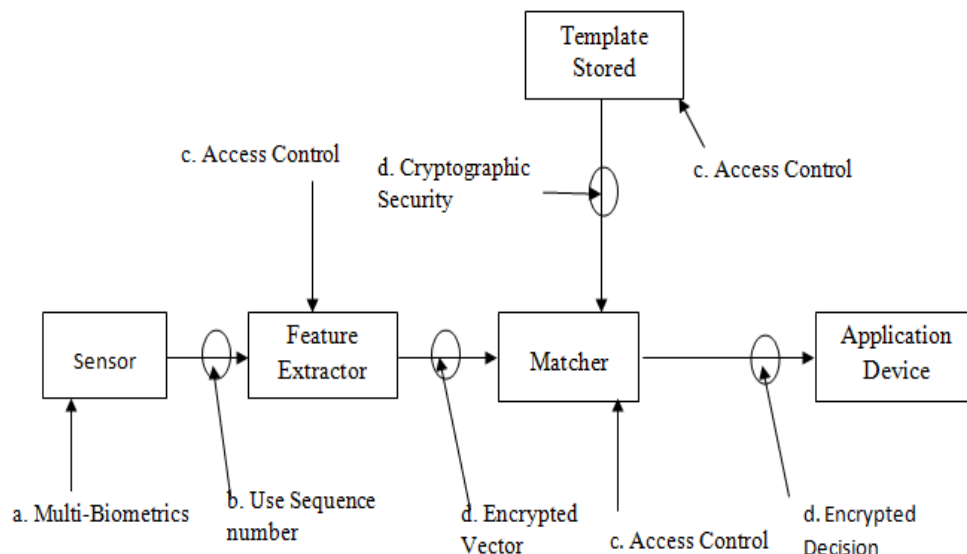 Template
Stored
c. Access Control
d. Cryptographic
Security
c. Access Control
Sensor
Feature
Extractor
Matcher
Application
Device
a. Multi-Biometrics
b. Use Sequence
number
d. Encrypted
Vector
c. Access Control
d. Encrypted
Decision